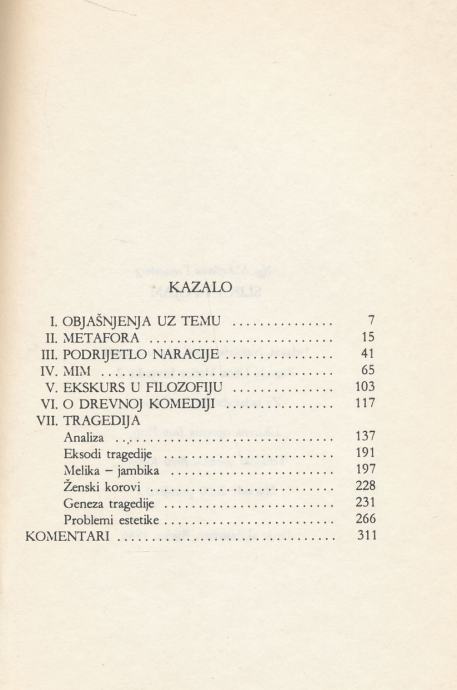 KAZALO
I. OBJAŠNJENJA UZ TEMU ............... 7
II. METAFORA ........................... 15
III. PODRIJETLO NARACIJE ................. 41
IV. MIM .................................. 65
V. EKSKURS U FILOZOFIJU ................ 103
VI. O DREVNOJ KOMEDIJI ................. 117
VII. TRAGEDIJA
Analiza ................................ 137
Eksodi tragedije ......................... 191
Melika – jambika ........................ 197
Ženski korovi ........................... 228
Geneza tragedije ......................... 231
Problemi estetike ......................... 266
KOMENTARI ................................ 311